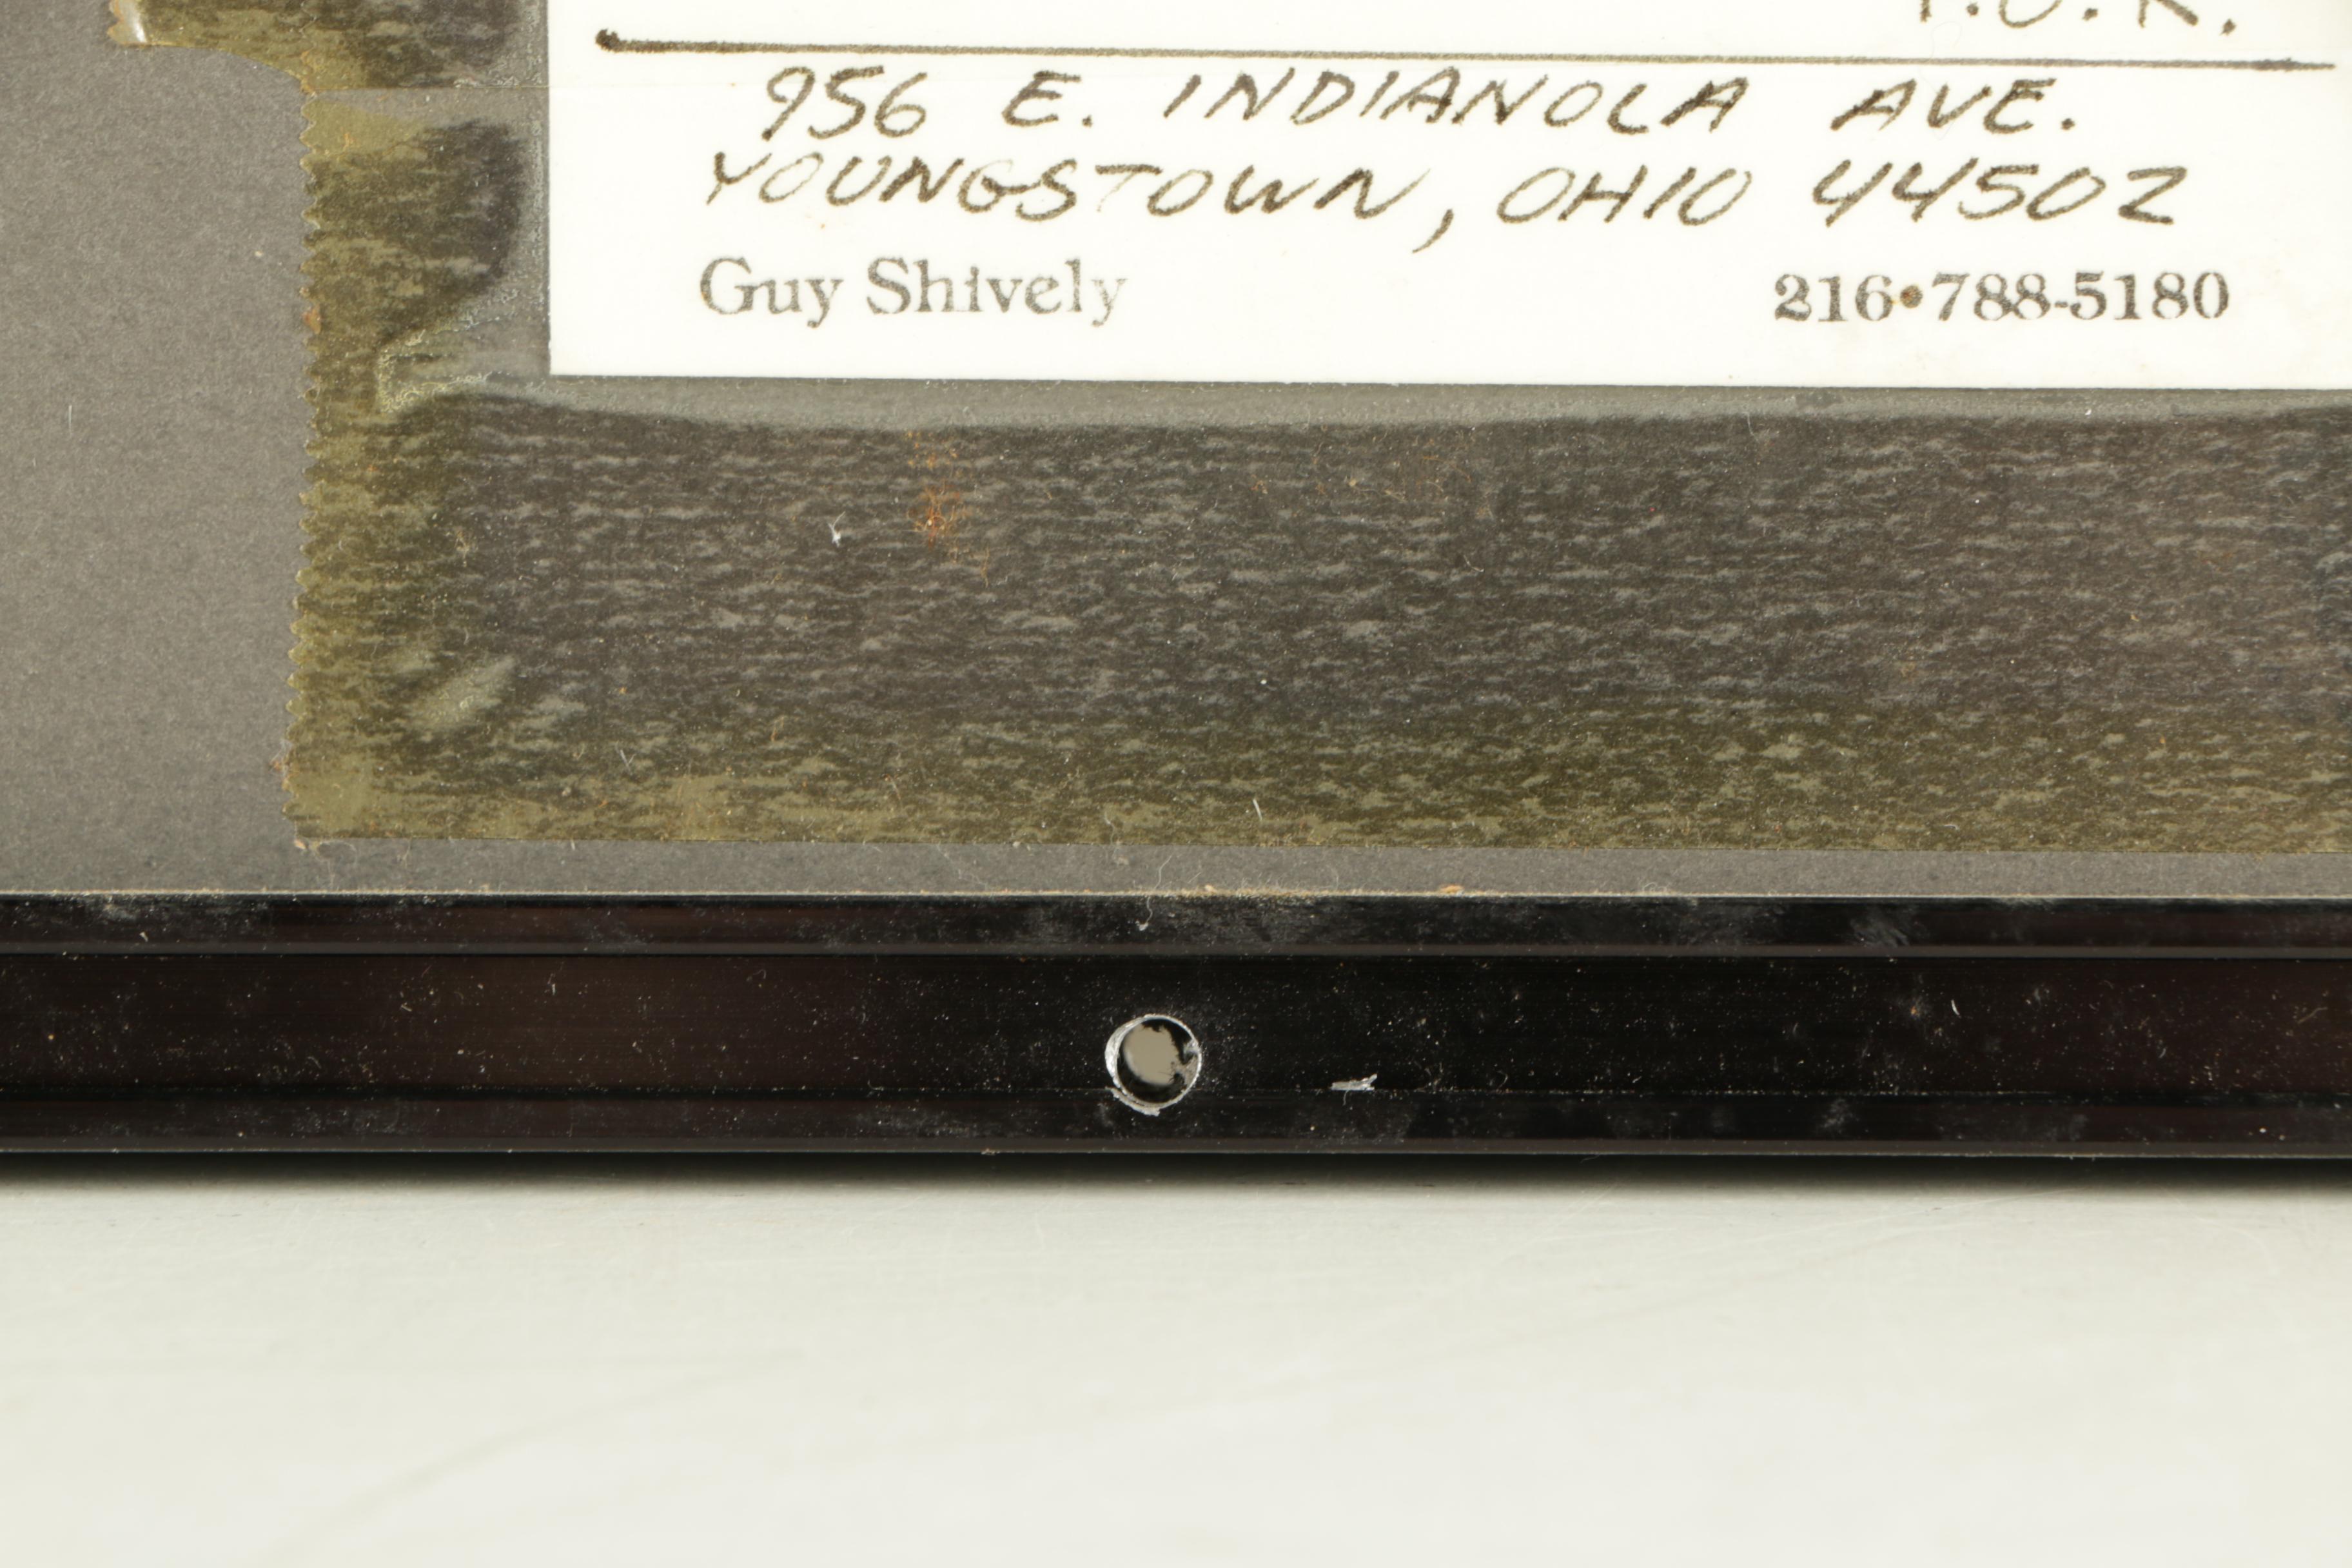 956 E. INDIANOLA AVE.
YOUNGSTOWN, OHIO 44502
Guy Shively 216•788-5180